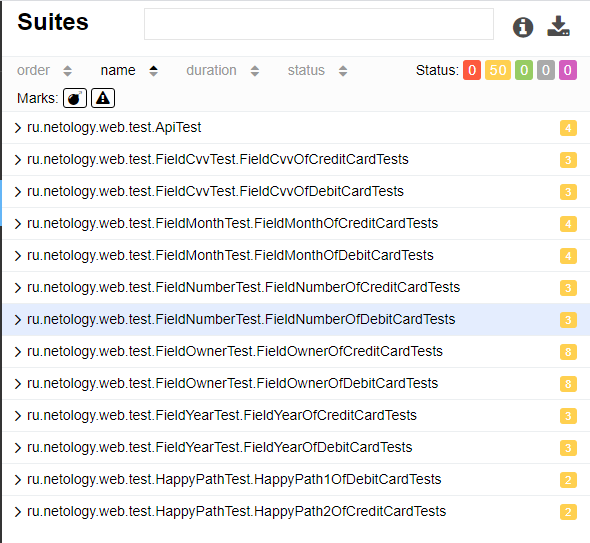 Suites
order name duration status Status: 0 50 0 0 0
Marks:
ru.netology.web.test.ApiTest 4
ru.netology.web.test.FieldCvvTest.FieldCvvOfCreditCardTests 3
ru.netology.web.test.FieldCvvTest.FieldCvvOfDebitCardTests 3
ru.netology.web.test.FieldMonthTest.FieldMonthOfCreditCardTests 4
ru.netology.web.test.FieldMonthTest.FieldMonthOfDebitCardTests 4
ru.netology.web.test.FieldNumberTest.FieldNumberOfCreditCardTests 3
ru.netology.web.test.FieldNumberTest.FieldNumberOfDebitCardTests 3
ru.netology.web.test.FieldOwnerTest.FieldOwnerOfCreditCardTests 8
ru.netology.web.test.FieldOwnerTest.FieldOwnerOfDebitCardTests 8
ru.netology.web.test.FieldYearTest.FieldYearOfCreditCardTests 3
ru.netology.web.test.FieldYearTest.FieldYearOfDebitCardTests 3
ru.netology.web.test.HappyPathTest.HappyPath1OfDebitCardTests 2
ru.netology.web.test.HappyPathTest.HappyPath2OfCreditCardTests 2